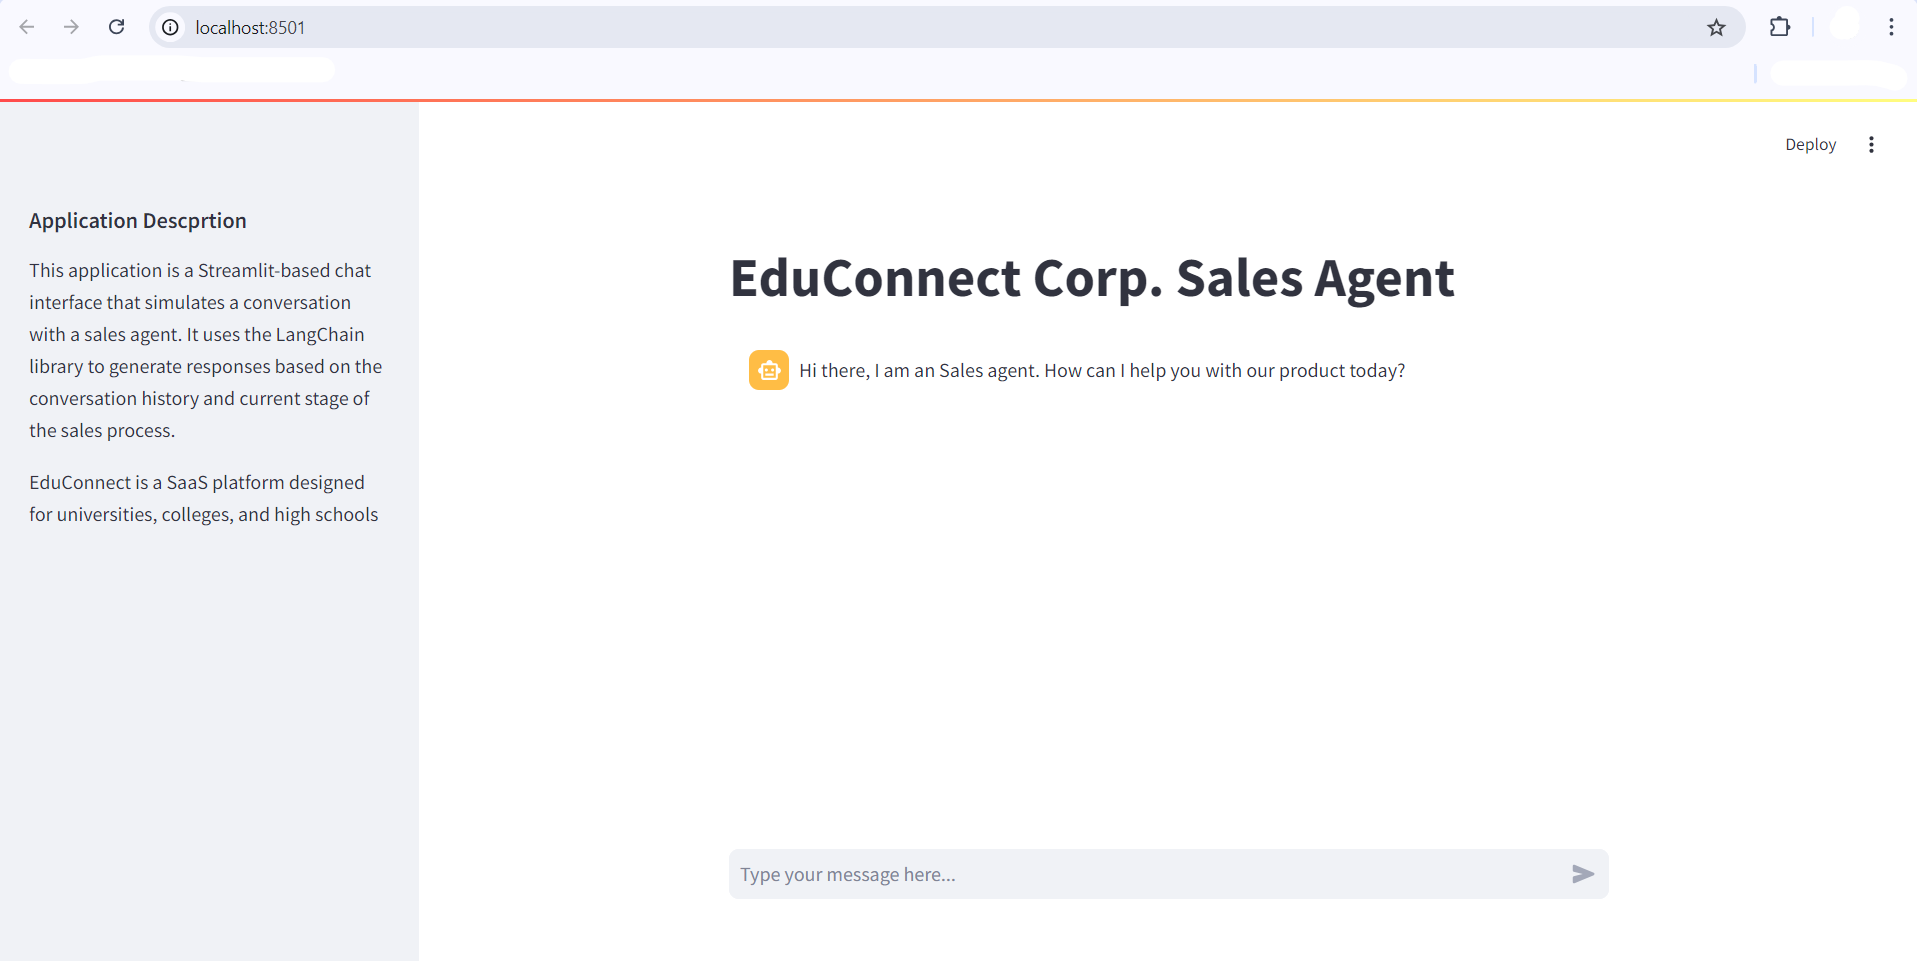 localhost:8501
Deploy
Application Descprtion
This application is a Streamlit-based chat
interface that simulates a conversation
with a sales agent. It uses the LangChain
library to generate responses based on the
conversation history and current stage of
the sales process.
EduConnect is a SaaS platform designed
for universities, colleges, and high schools
EduConnect Corp. Sales Agent
Hi there, I am an Sales agent. How can I help you with our product today?
Type your message here...